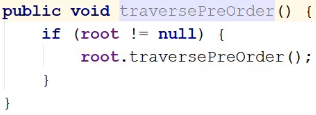 public void traversePreOrder() {
    if (root != null) {
        root.traversePreOrder();
    }
}